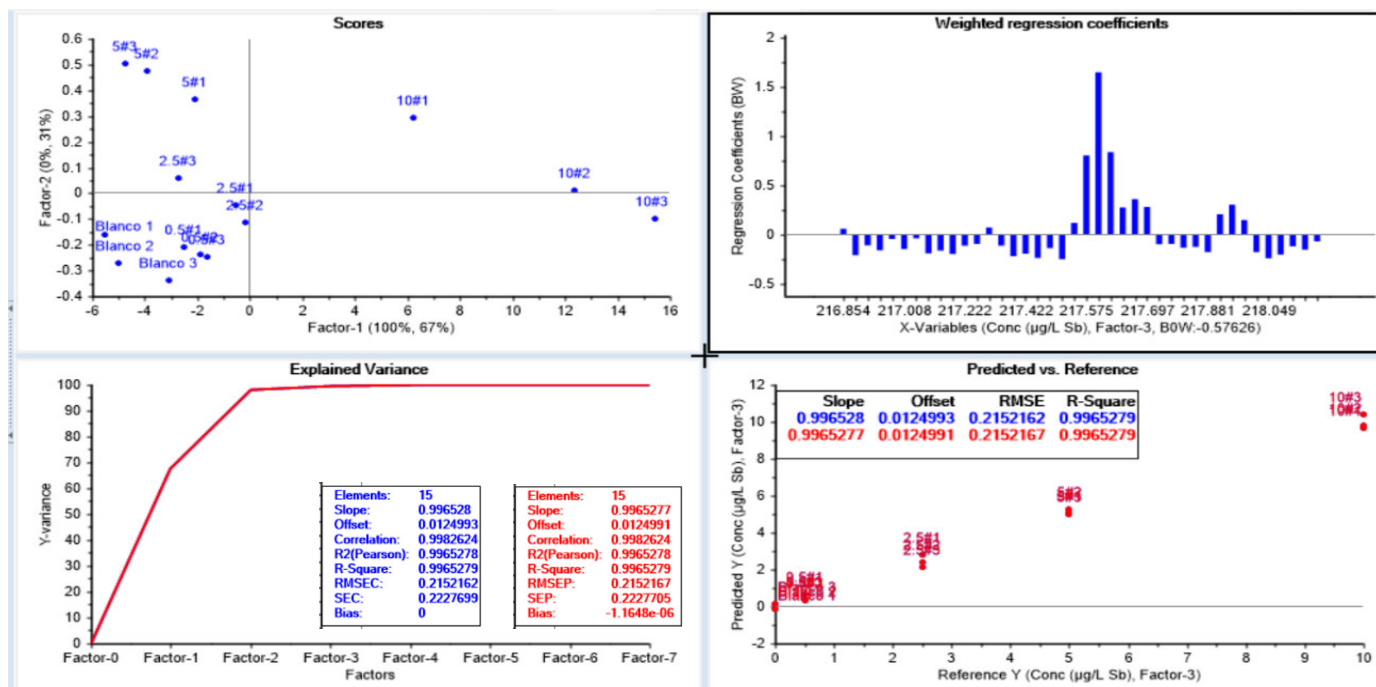 Scores
0.6
0.5
0.4
0.3
0.2
0.1
0
-0.1
-0.2
-0.3
-0.4
Factor-2 (0%, 31%)
5#3
5#2
5#1
10#1
2.5#3
2.5#1
2.5#2
10#2
10#3
Blanco 1
Blanco 2
Blanco 3
0.5#1
0.5#2
0.5#3
-6 -4 -2 0 2 4 6 8 10 12 14 16
Factor-1 (100%, 67%)
Weighted regression coefficients
2
1.5
1
0.5
0
-0.5
Regression Coefficients (BW)
216.854 217.008 217.222 217.422 217.575 217.697 217.881 218.049
X-Variables (Conc (µg/L Sb), Factor-3, B0W:-0.57626)
Explained Variance
100
90
80
70
60
50
40
30
20
10
0
Y-variance
Elements: 15
Slope: 0.996528
Offset: 0.0124993
Correlation: 0.9982624
R2(Pearson): 0.9965278
R-Square: 0.9965279
RMSEC: 0.2152162
SEC: 0.2227699
Bias: 0
Elements: 15
Slope: 0.9965277
Offset: 0.0124991
Correlation: 0.9982624
R2(Pearson): 0.9965278
R-Square: 0.9965279
RMSEP: 0.2152167
SEP: 0.2227705
Bias: -1.1648e-06
Factor-0 Factor-1 Factor-2 Factor-3 Factor-4 Factor-5 Factor-6 Factor-7
Factors
Predicted vs. Reference
12
10
8
6
4
2
0
-2
Predicted Y (Conc (µg/L Sb), Factor-3)
Slope Offset RMSE R-Square
0.996528 0.0124993 0.2152162 0.9965279
0.9965277 0.0124991 0.2152167 0.9965279
10#3
5#2
2.5#1
2.5#3
0.5#1
0 1 2 3 4 5 6 7 8 9 10
Reference Y (Conc (µg/L Sb), Factor-3)